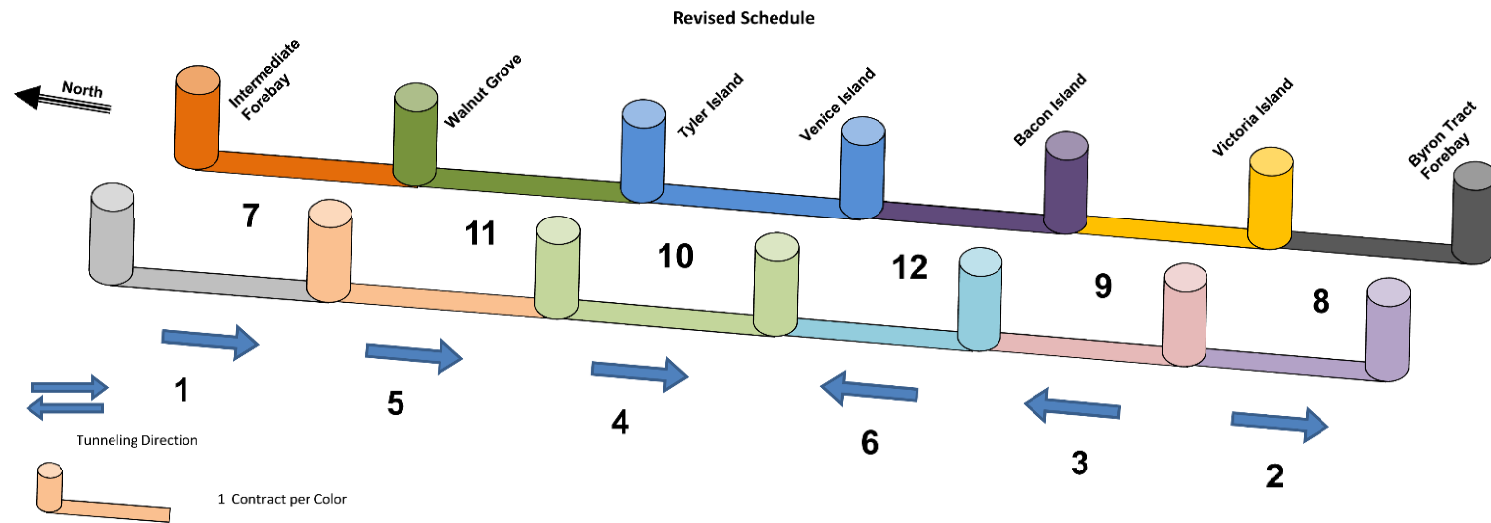 Revised Schedule
North
Intermediate
Forebay
Walnut Grove
Tyler Island
Venice Island
Bacon Island
Victoria Island
Byron Tract
Forebay
7
11
10
12
9
8
1
5
4
6
3
2
Tunneling Direction
1 Contract per Color